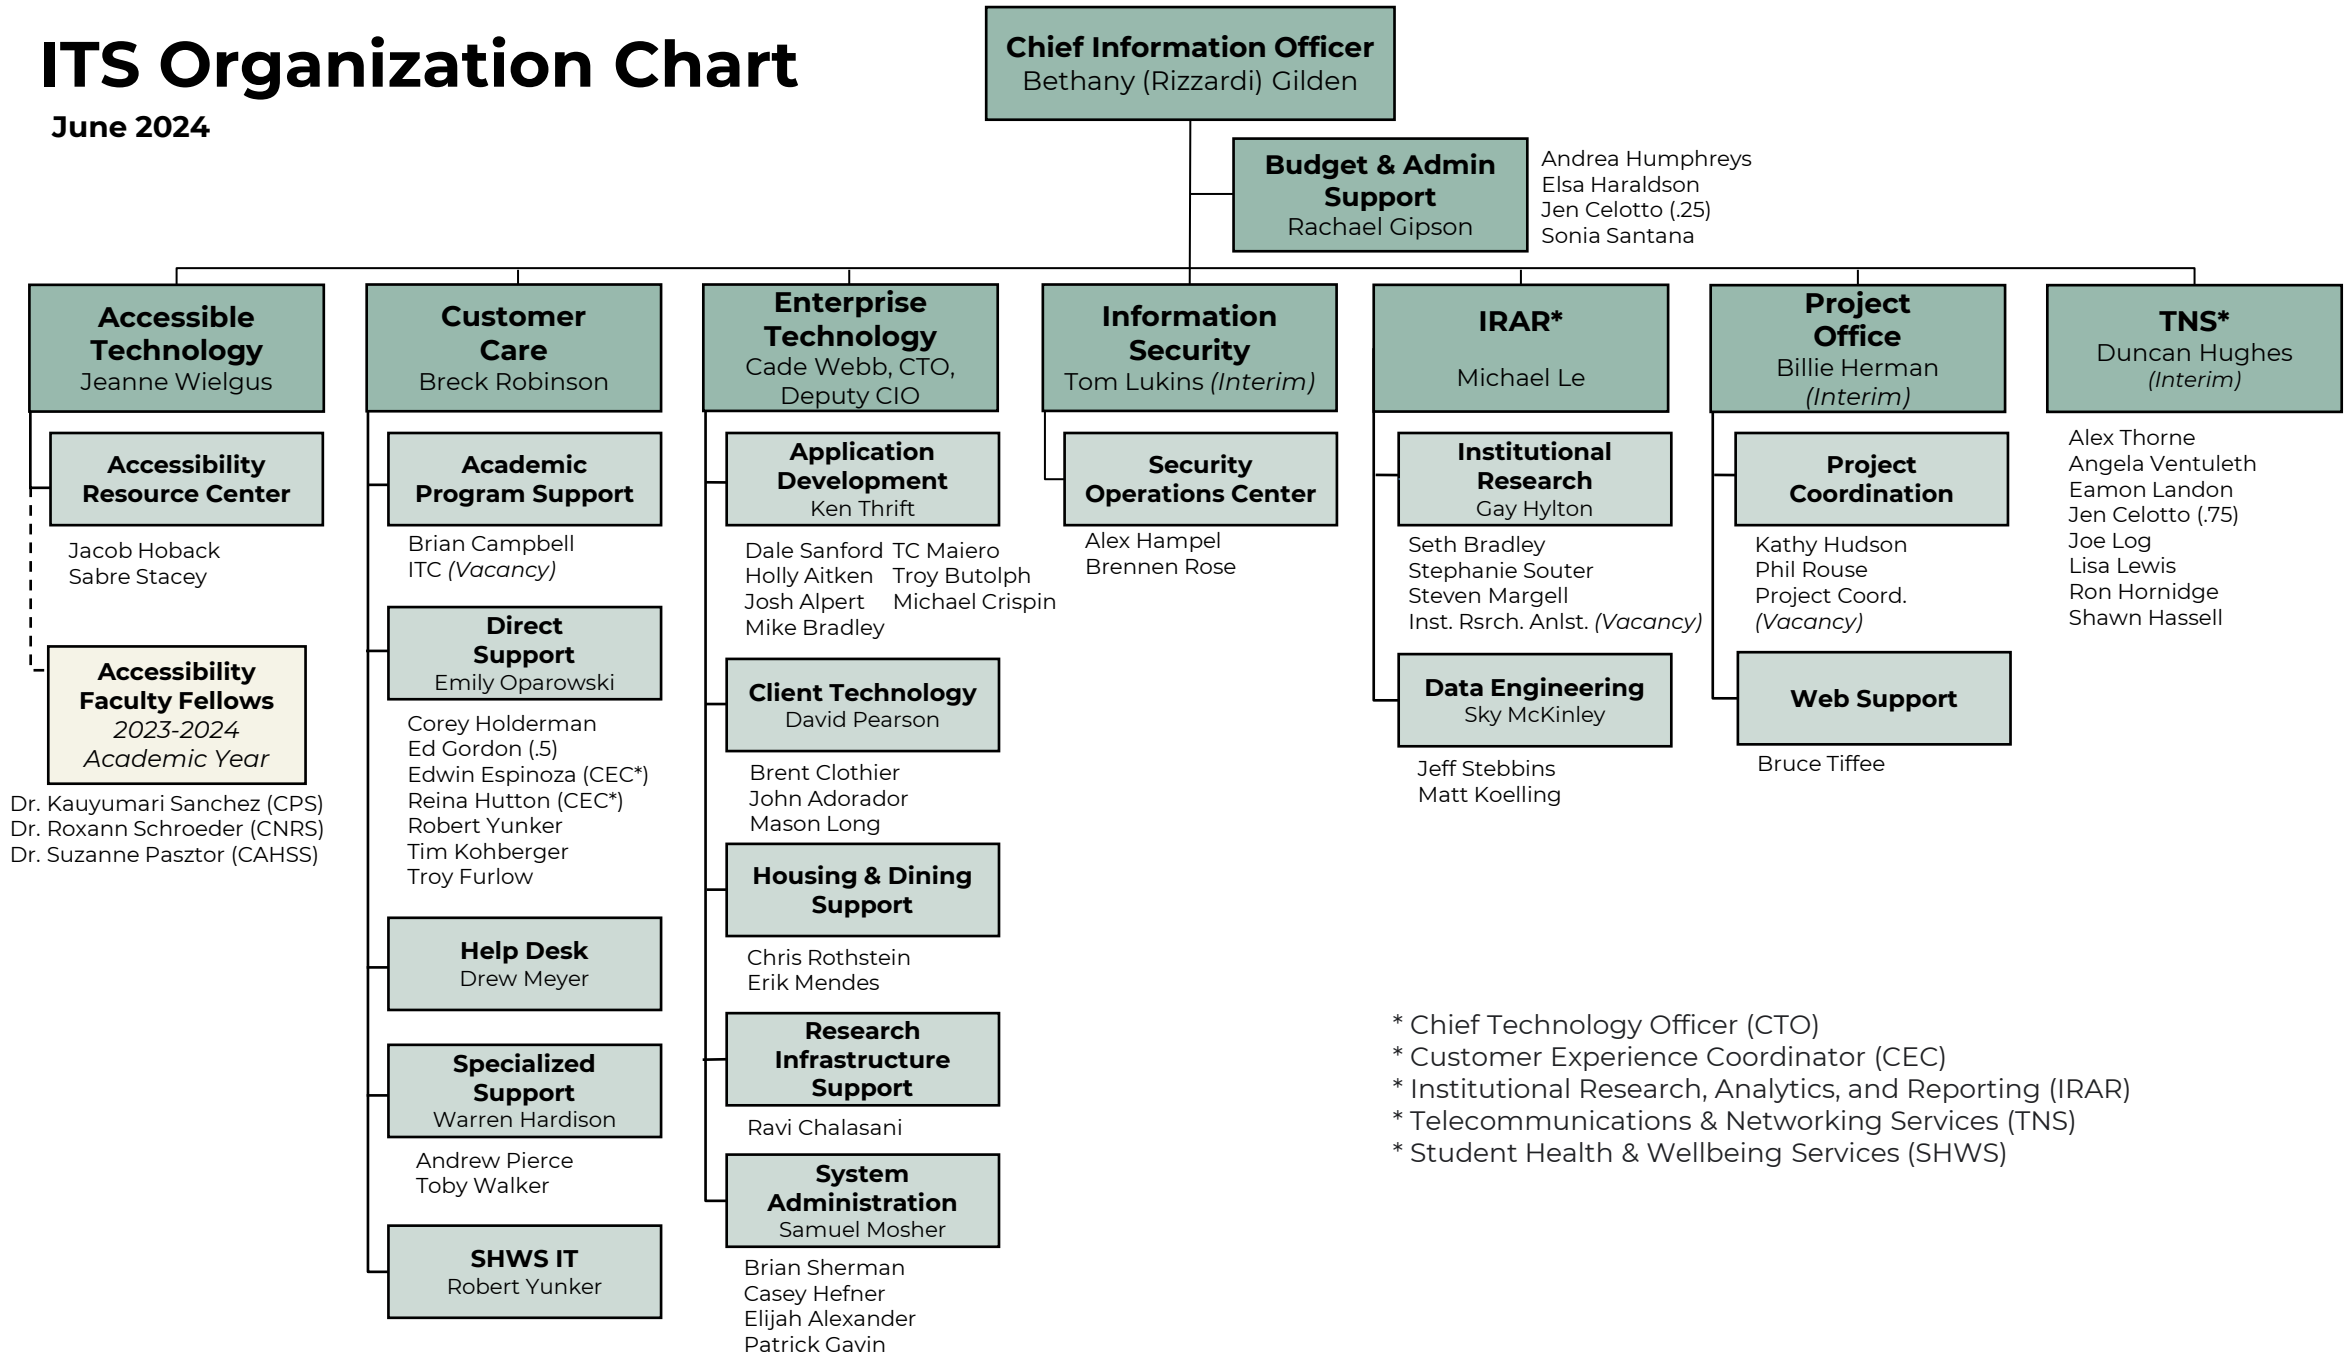 ITS Organization Chart
June 2024
Chief Information Officer
Bethany (Rizzardi) Gilden
Budget & Admin
Support
Rachael Gipson
Andrea Humphreys
Elsa Haraldson
Jen Celotto (.25)
Sonia Santana
Accessible
Technology
Jeanne Wielgus
Accessibility
Resource Center
Jacob Hoback
Sabre Stacey
Accessibility
Faculty Fellows
2023-2024
Academic Year
Dr. Kauyumari Sanchez (CPS)
Dr. Roxann Schroeder (CNRS)
Dr. Suzanne Pasztor (CAHSS)
Customer
Care
Breck Robinson
Academic
Program Support
Brian Campbell
ITC (Vacancy)
Direct
Support
Emily Oparowski
Corey Holderman
Ed Gordon (.5)
Edwin Espinoza (CEC*)
Reina Hutton (CEC*)
Robert Yunker
Tim Kohberger
Troy Furlow
Help Desk
Drew Meyer
Specialized
Support
Warren Hardison
Andrew Pierce
Toby Walker
SHWS IT
Robert Yunker
Enterprise
Technology
Cade Webb, CTO,
Deputy CIO
Application
Development
Ken Thrift
Dale Sanford TC Maiero
Holly Aitken Troy Butolph
Josh Alpert Michael Crispin
Mike Bradley
Client Technology
David Pearson
Brent Clothier
John Adorador
Mason Long
Housing & Dining
Support
Chris Rothstein
Erik Mendes
Research
Infrastructure
Support
Ravi Chalasani
System
Administration
Samuel Mosher
Brian Sherman
Casey Hefner
Elijah Alexander
Patrick Gavin
Information
Security
Tom Lukins (Interim)
Security
Operations Center
Alex Hampel
Brennen Rose
IRAR*
Michael Le
Institutional
Research
Gay Hylton
Seth Bradley
Stephanie Souter
Steven Margell
Inst. Rsrch. Anlst. (Vacancy)
Data Engineering
Sky McKinley
Jeff Stebbins
Matt Koelling
Project
Office
Billie Herman
(Interim)
Project
Coordination
Kathy Hudson
Phil Rouse
Project Coord.
(Vacancy)
Web Support
Bruce Tiffee
TNS*
Duncan Hughes
(Interim)
Alex Thorne
Angela Ventuleth
Eamon Landon
Jen Celotto (.75)
Joe Log
Lisa Lewis
Ron Hornidge
Shawn Hassell
* Chief Technology Officer (CTO)
* Customer Experience Coordinator (CEC)
* Institutional Research, Analytics, and Reporting (IRAR)
* Telecommunications & Networking Services (TNS)
* Student Health & Wellbeing Services (SHWS)